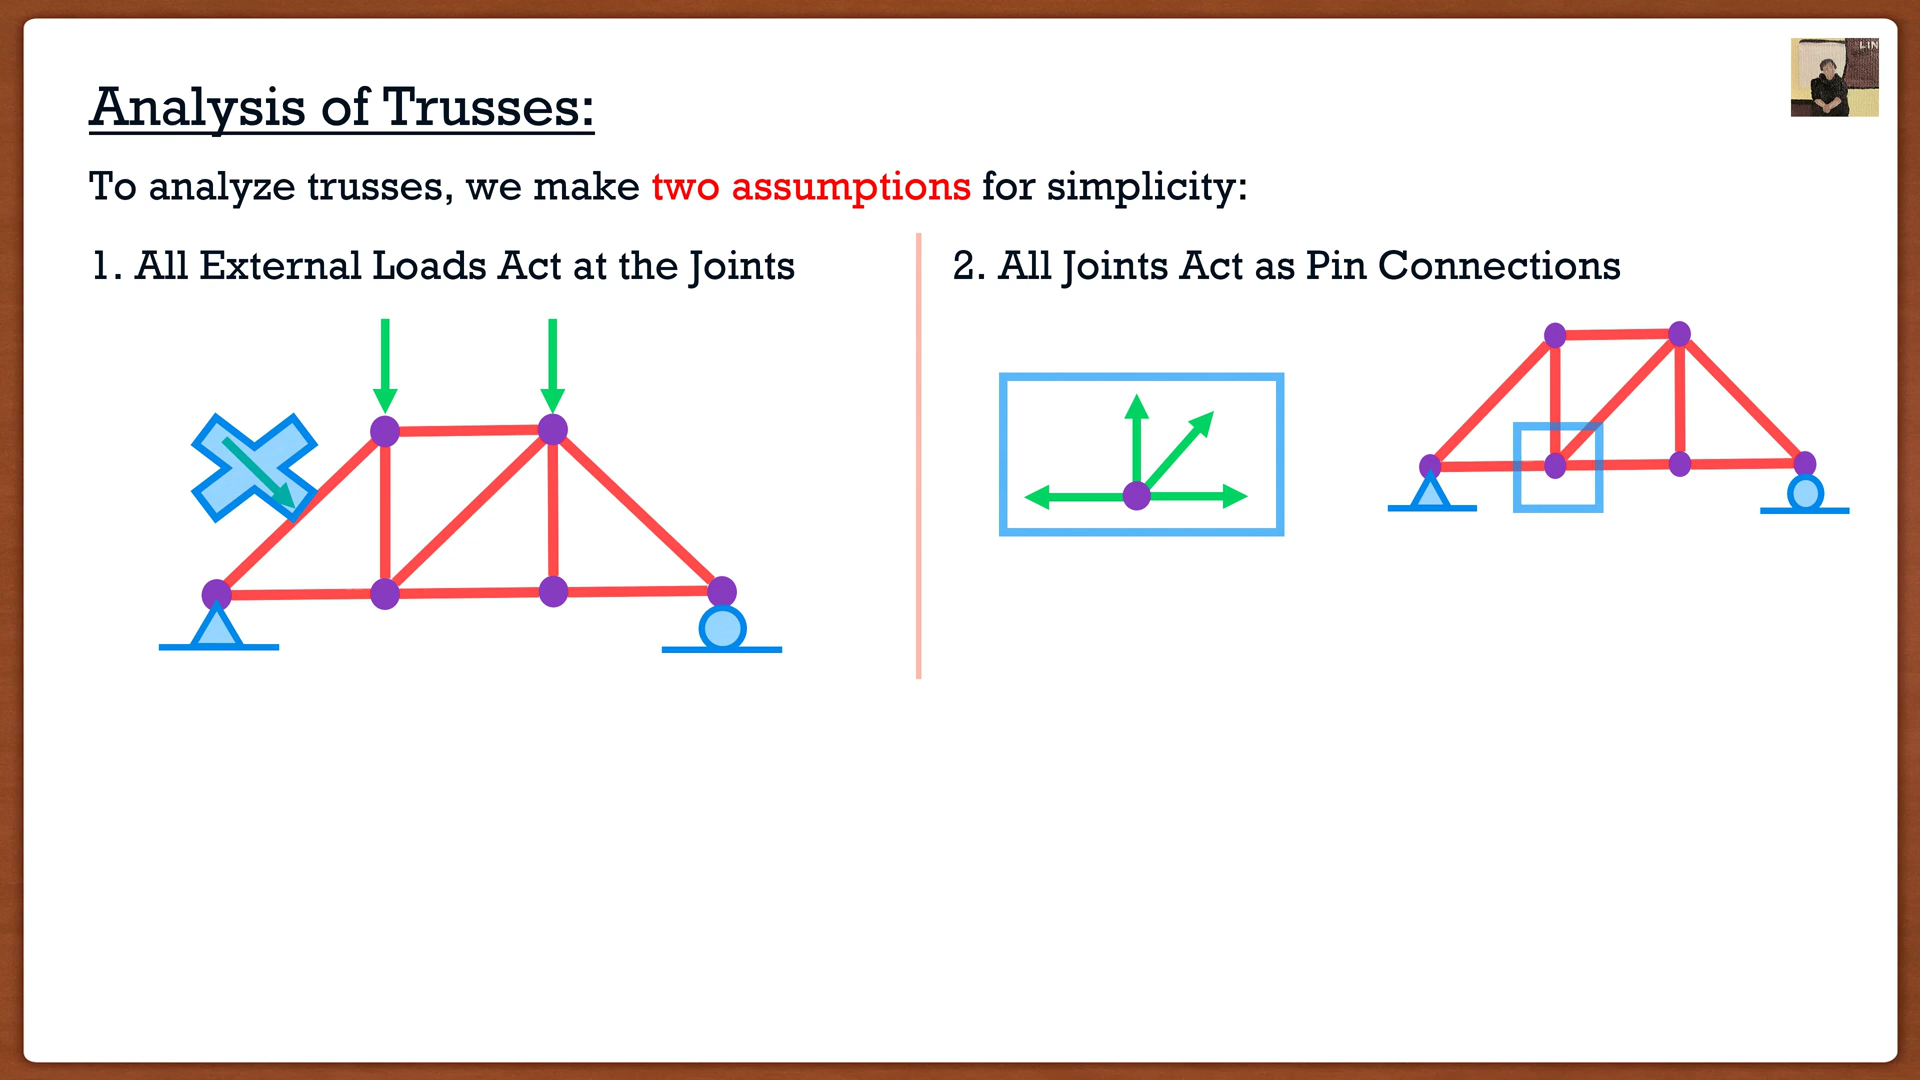 Analysis of Trusses:
To analyze trusses, we make two assumptions for simplicity:
1. All External Loads Act at the Joints
2. All Joints Act as Pin Connections
LIN